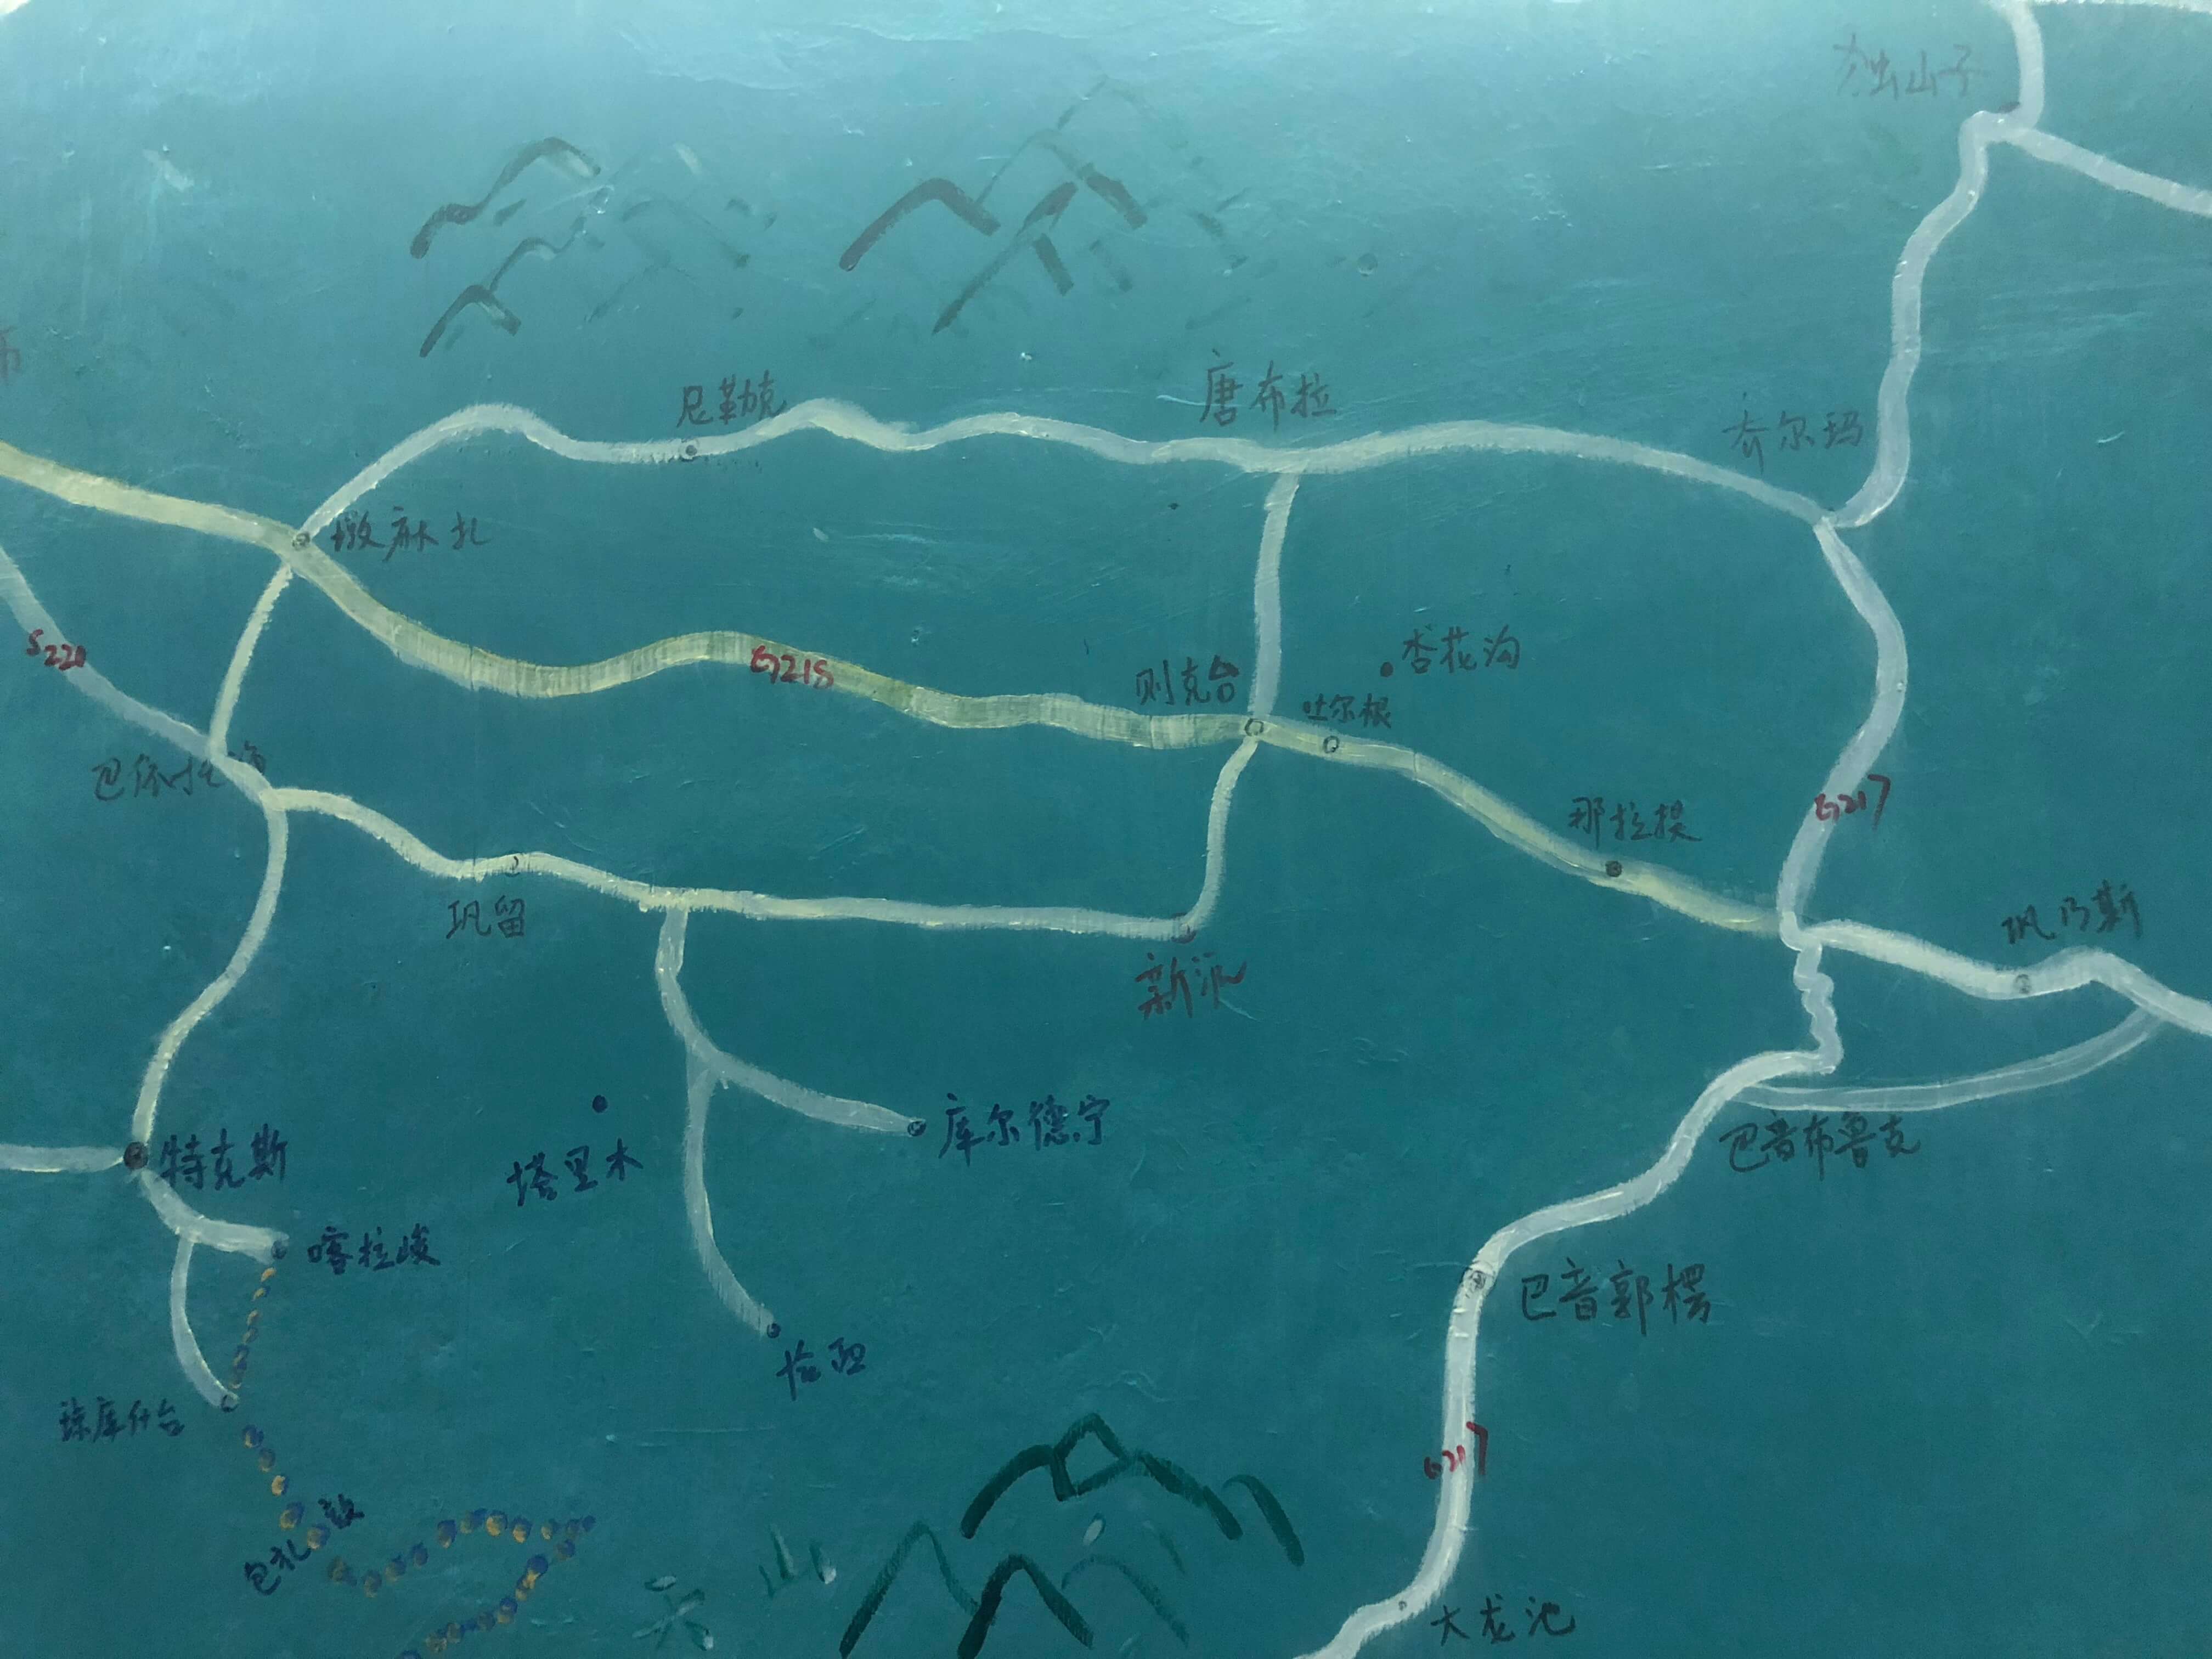 独山子
布
尼勒克
唐布拉
乔尔玛
墩麻扎
S220
G218
则克台
杏花沟
吐尔根
巴依托海
那拉提
G217
巩留
新源
巩乃斯
特克斯
塔里木
库尔德宁
巴音布鲁克
喀拉峻
巴音郭楞
恰西
琼库什台
G217
包扎墩
天山
大龙池